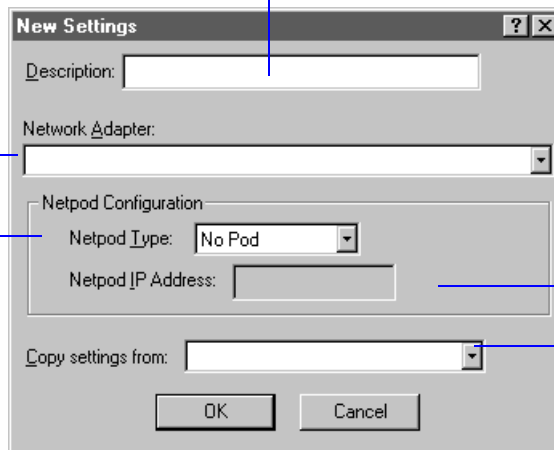 New Settings
Description:
Network Adapter:
Netpod Configuration
Netpod Type: No Pod
Netpod IP Address:
Copy settings from:
OK Cancel